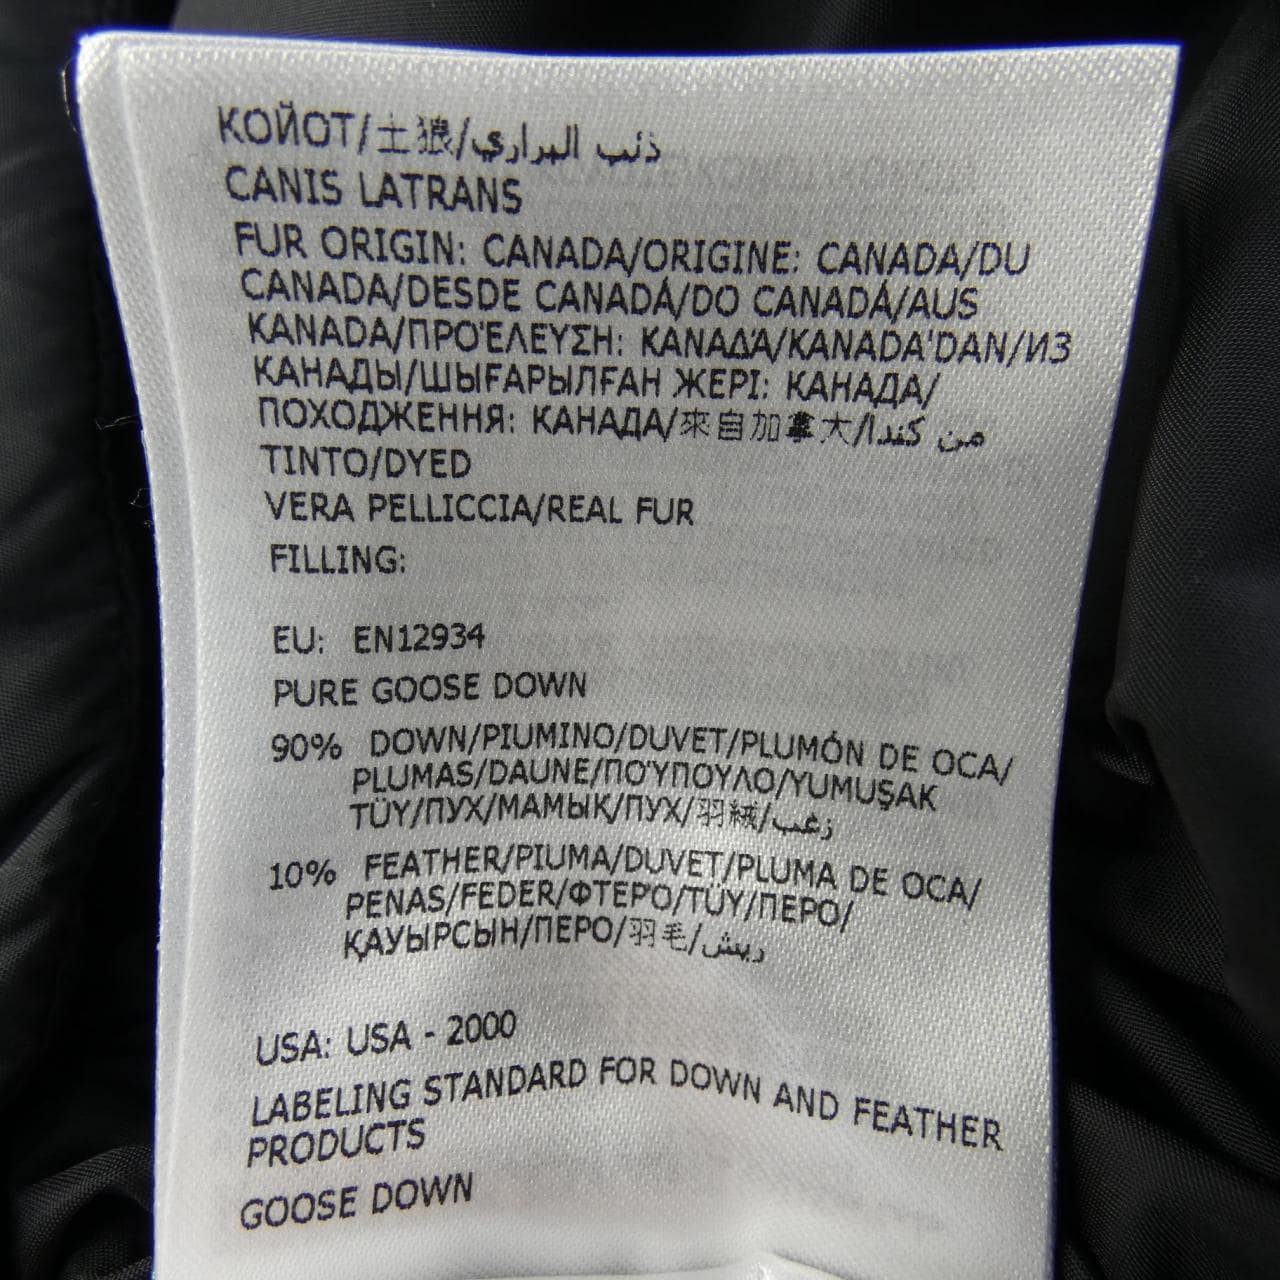 КОЙОТ/土狼/ذئب البراري
CANIS LATRANS
FUR ORIGIN: CANADA/ORIGINE: CANADA/DU
CANADA/DESDE CANADÁ/DO CANADÁ/AUS
KANADA/ΠΡΟΈΛΕΥΣΗ: ΚΑΝΑΔΆ/KANADA'DAN/ИЗ
КАНАДЫ/ШЫҒАРЫЛҒАН ЖЕРІ: КАНАДА/
ПОХОДЖЕННЯ: КАНАДА/來自加拿大/من كندا
TINTO/DYED
VERA PELLICCIA/REAL FUR
FILLING:
EU: EN12934
PURE GOOSE DOWN
90% DOWN/PIUMINO/DUVET/PLUMÓN DE OCA/
PLUMAS/DAUNE/ΠΟΎΠΟΥΛΟ/YUMUŞAK
TÜY/ПУХ/МАМЫҚ/ПУХ/羽絨/زغب
10% FEATHER/PIUMA/DUVET/PLUMA DE OCA/
PENAS/FEDER/ΦΤΕΡΌ/TÜY/ПЕРО/
ҚАУЫРСЫН/ПЕРО/羽毛/ريش
USA: USA - 2000
LABELING STANDARD FOR DOWN AND FEATHER
PRODUCTS
GOOSE DOWN